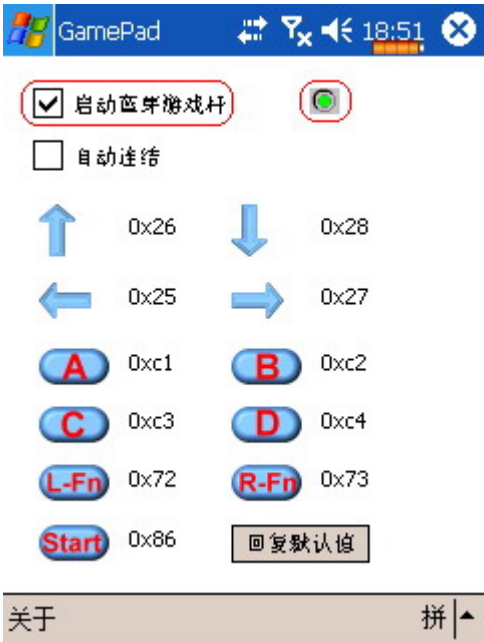 GamePad 18:51
启动蓝芽游戏杆
自动连结
0x26 0x28
0x25 0x27
A 0xc1 B 0xc2
C 0xc3 D 0xc4
L-Fn 0x72 R-Fn 0x73
Start 0x86 回复默认值
关于 拼